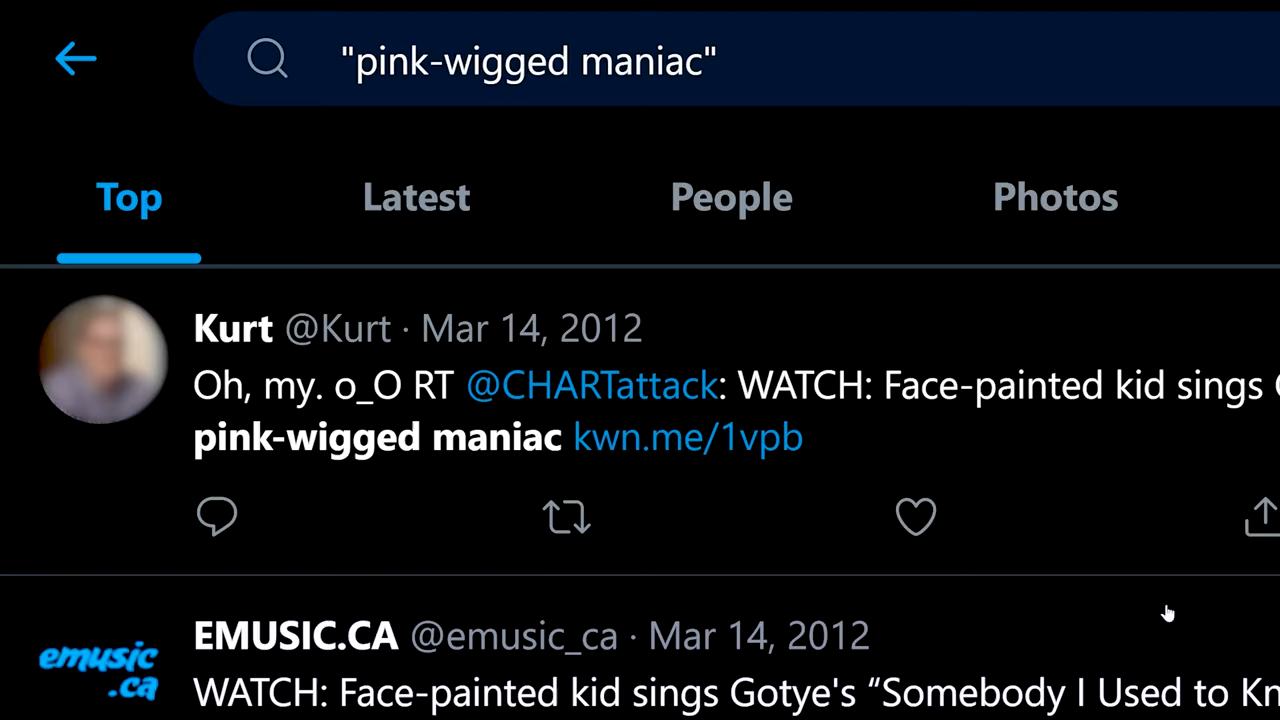 "pink-wigged maniac"
Top Latest People Photos
Kurt @Kurt · Mar 14, 2012
Oh, my. o_O RT @CHARTattack: WATCH: Face-painted kid sings
pink-wigged maniac kwn.me/1vpb
EMUSIC.CA @emusic_ca · Mar 14, 2012
emusic
.ca
WATCH: Face-painted kid sings Gotye's “Somebody I Used to